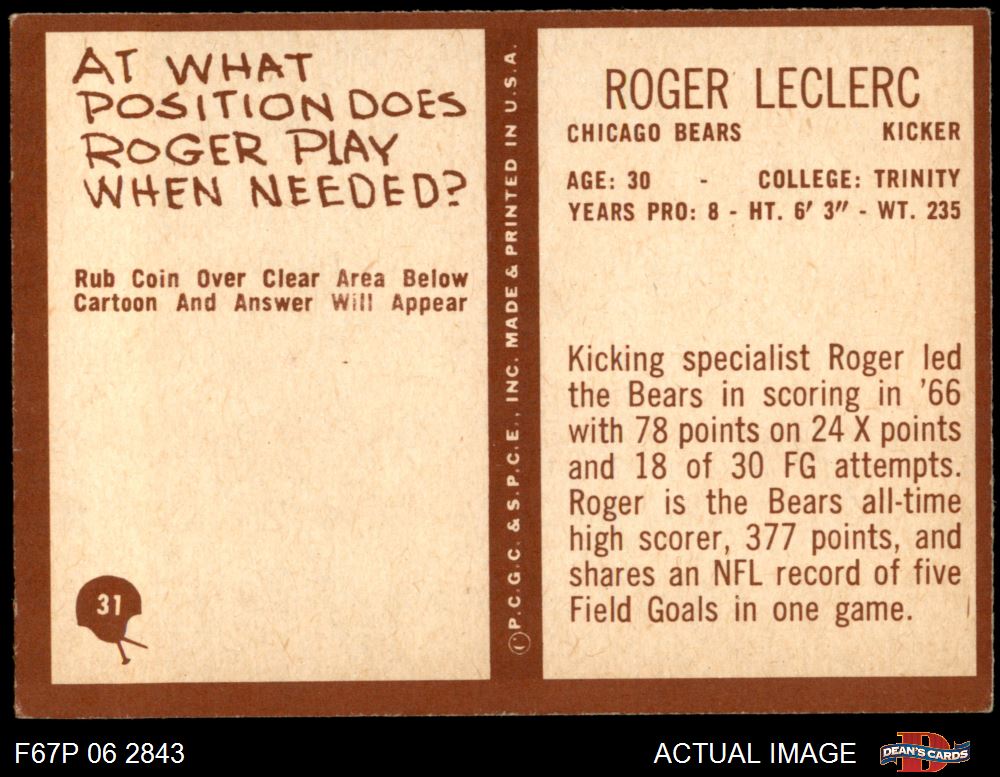 AT WHAT
POSITION DOES
ROGER PLAY
WHEN NEEDED?
Rub Coin Over Clear Area Below
Cartoon And Answer Will Appear
31
©P.C.G.C. & S.P.C.E., INC. MADE & PRINTED IN U.S.A.
ROGER LECLERC
CHICAGO BEARS KICKER
AGE: 30 - COLLEGE: TRINITY
YEARS PRO: 8 - HT. 6' 3" - WT. 235
Kicking specialist Roger led
the Bears in scoring in '66
with 78 points on 24 X points
and 18 of 30 FG attempts.
Roger is the Bears all-time
high scorer, 377 points, and
shares an NFL record of five
Field Goals in one game.
F67P 06 2843
ACTUAL IMAGE
D
DEAN'S CARDS